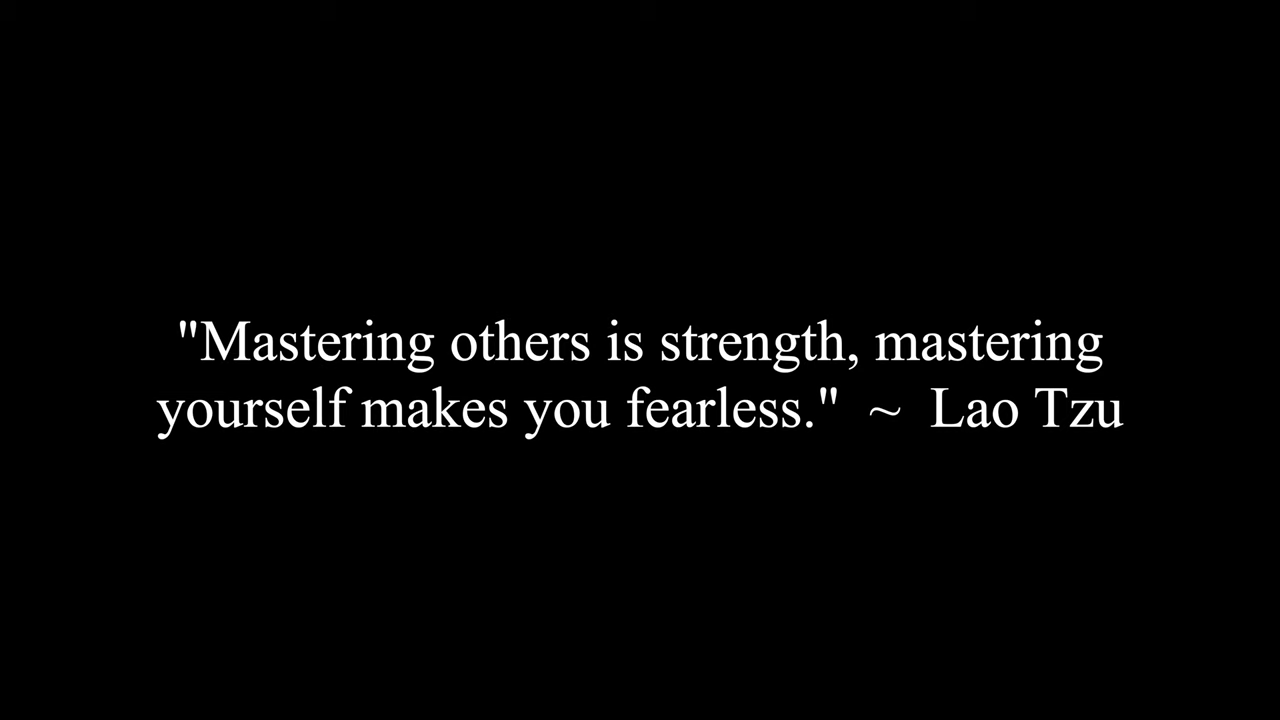 "Mastering others is strength, mastering
yourself makes you fearless."  ~  Lao Tzu